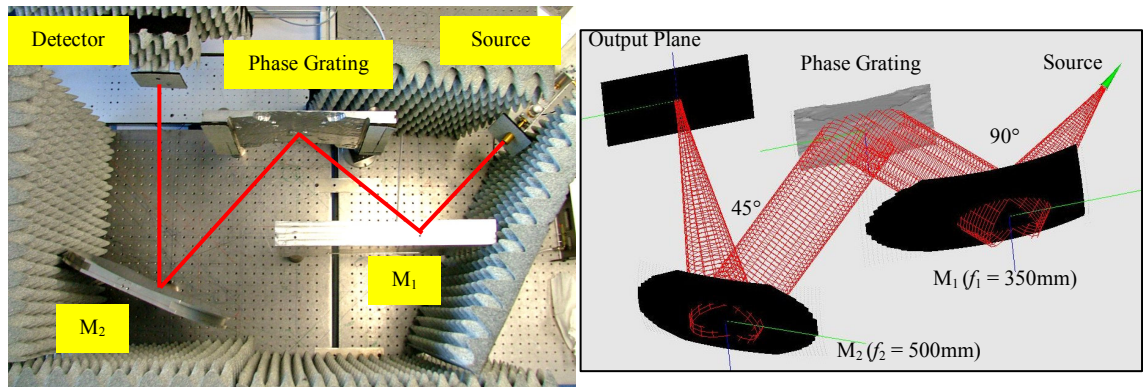 Detector
Phase Grating
Source
M₂
M₁
Output Plane
Phase Grating
Source
90°
45°
M₁ (f₁ = 350mm)
M₂ (f₂ = 500mm)